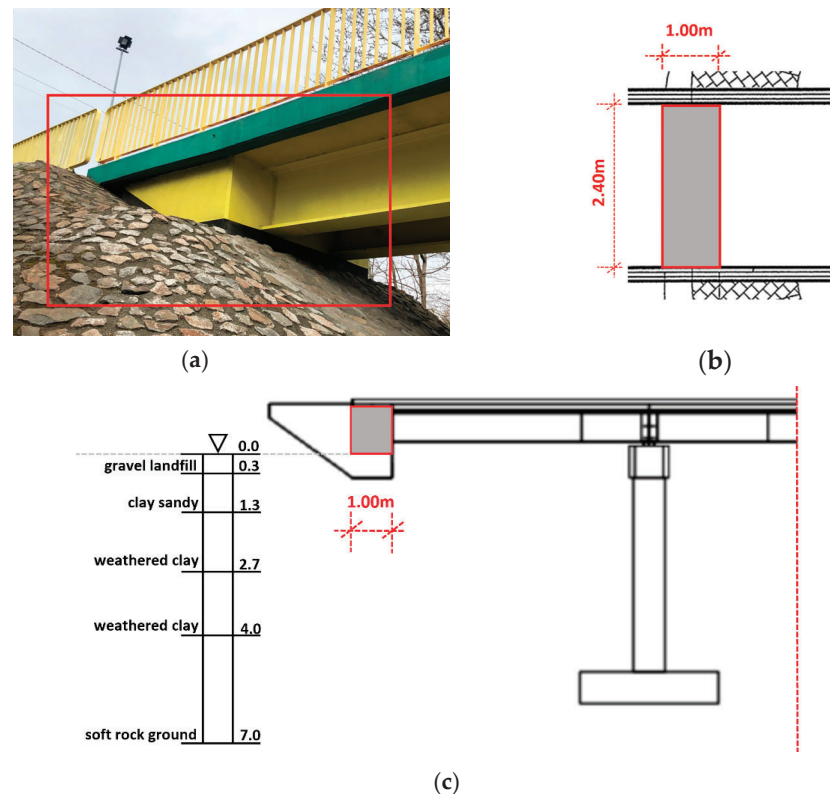 1.00m
2.40m
(a)
(b)
0.0
gravel landfill 0.3
clay sandy 1.3
1.00m
weathered clay 2.7
weathered clay 4.0
soft rock ground 7.0
(c)